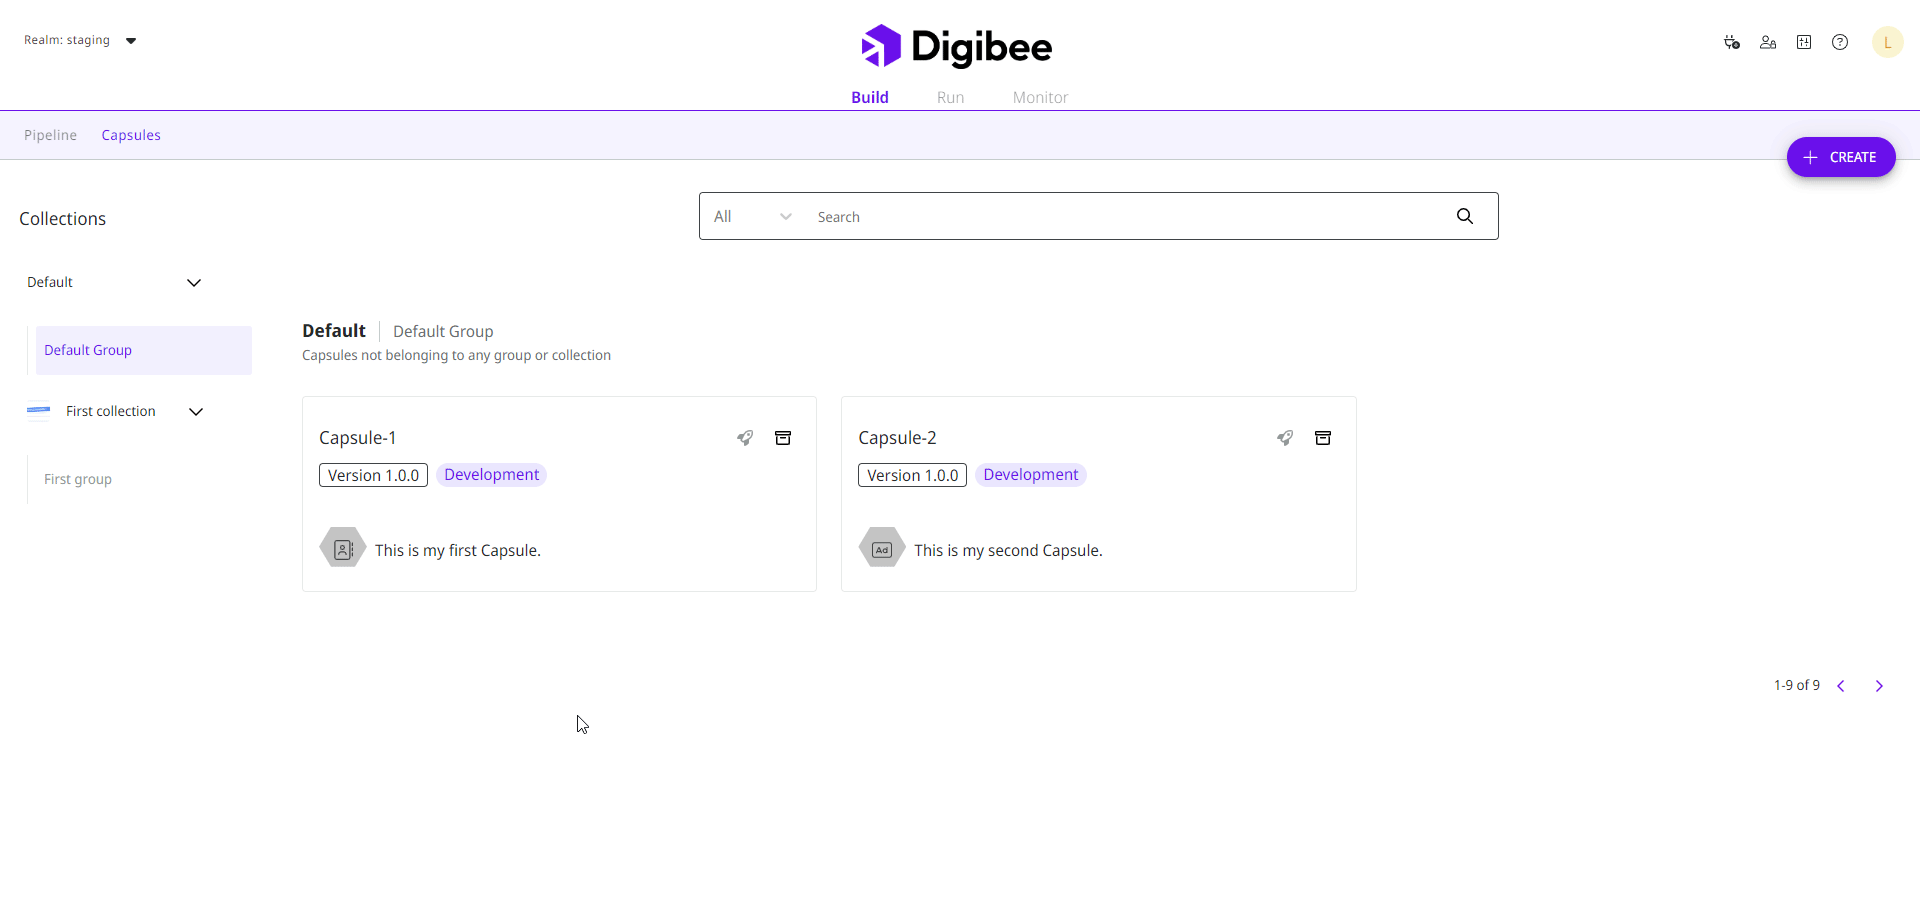 Realm: staging
Digibee
L
Build Run Monitor
Pipeline Capsules
CREATE
Collections
All Search
Default
Default Group
First collection
First group
Default Default Group
Capsules not belonging to any group or collection
Capsule-1
Version 1.0.0 Development
This is my first Capsule.
Capsule-2
Version 1.0.0 Development
Ad
This is my second Capsule.
1-9 of 9